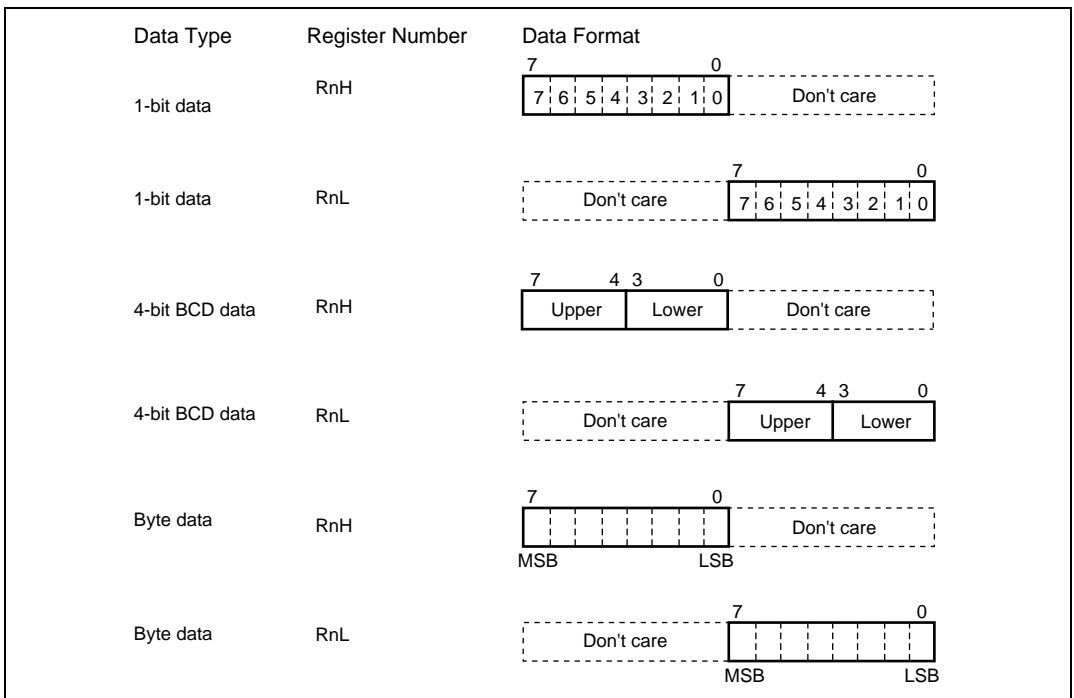 Data Type Register Number Data Format
7 0
RnH
1-bit data
7 6 5 4 3 2 1 0 Don't care
7 0
1-bit data RnL Don't care 7 6 5 4 3 2 1 0
7 4 3 0
4-bit BCD data RnH Upper Lower Don't care
7 4 3 0
4-bit BCD data RnL Don't care Upper Lower
7 0
Byte data RnH Don't care
MSB LSB
7 0
Byte data RnL Don't care
MSB LSB